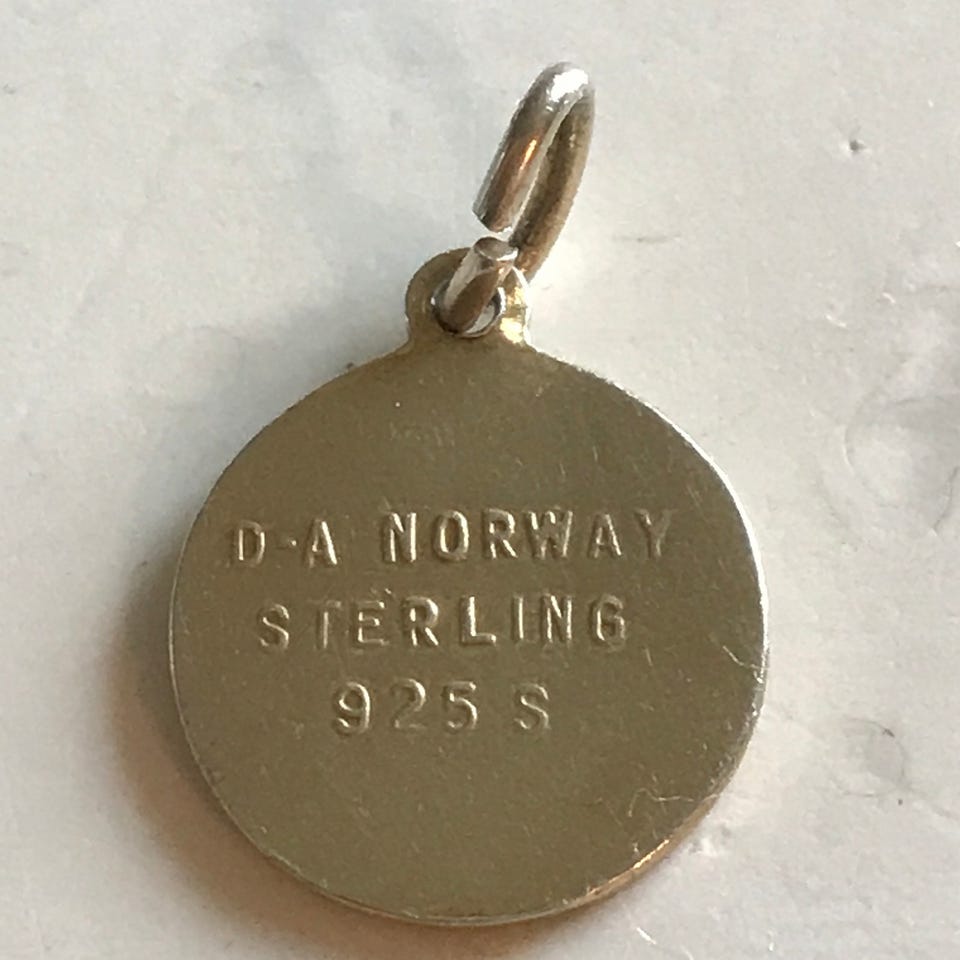 D-A NORWAY
STERLING
925 S